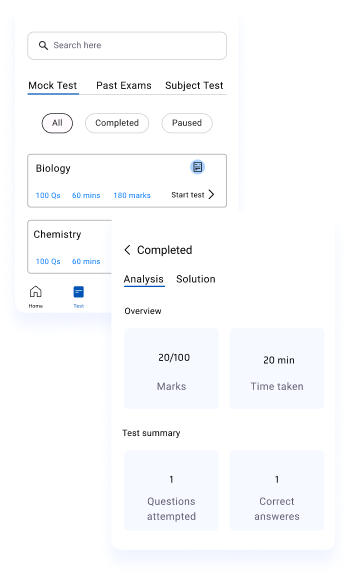 Search here
Mock Test Past Exams Subject Test
All Completed Paused
Biology
100 Qs 60 mins 180 marks Start test
Chemistry
100 Qs 60 mins
Home Test
Completed
Analysis Solution
Overview
20/100 20 min
Marks Time taken
Test summary
1 1
Questions Correct
attempted answeres